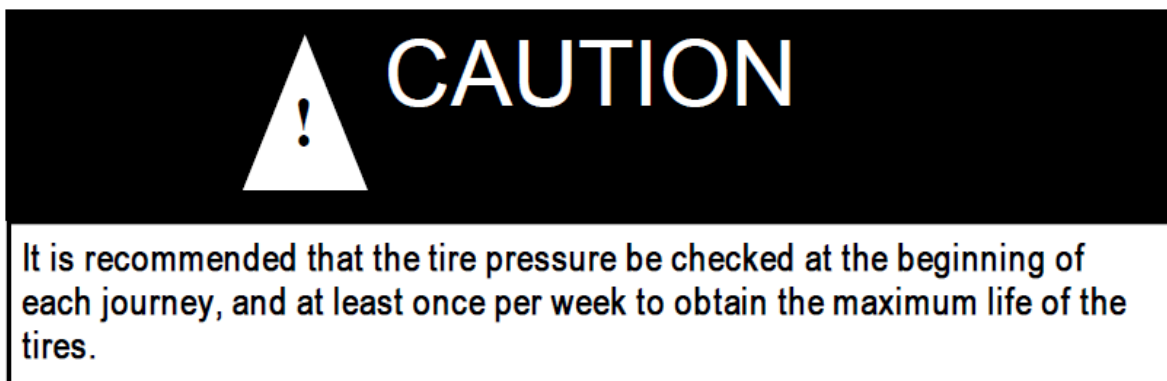 ! CAUTION
It is recommended that the tire pressure be checked at the beginning of
each journey, and at least once per week to obtain the maximum life of the
tires.